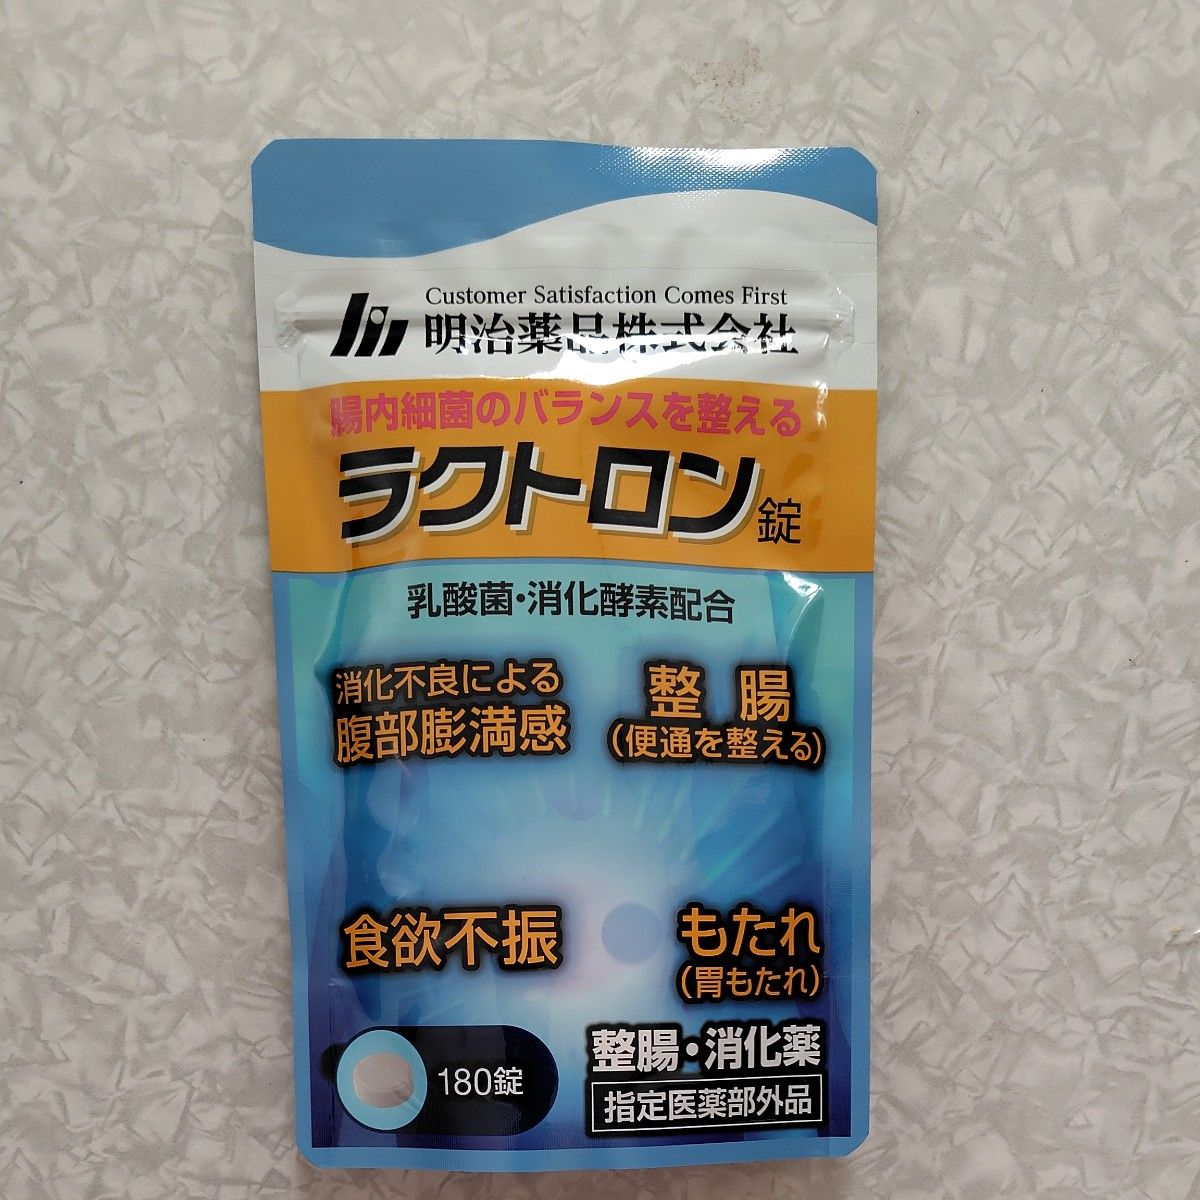 Customer Satisfaction Comes First
明治薬品株式会社
腸内細菌のバランスを整える
ラクトロン錠
乳酸菌・消化酵素配合
消化不良による
腹部膨満感
整 腸
(便通を整える)
食欲不振
もたれ
(胃もたれ)
180錠
整腸・消化薬
指定医薬部外品